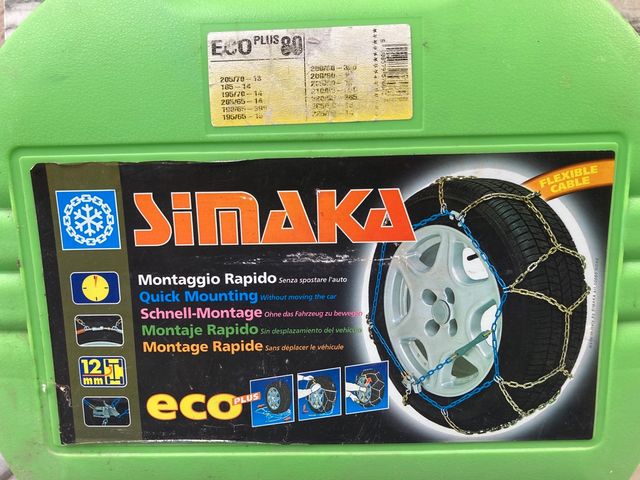 ECO PLUS 80
205/70-13
185-14
195/70-14
205/65-14
195/65-15
SiMAKA
FLEXIBLE CABLE
Montaggio Rapido Senza spostare l'auto
Quick Mounting Without moving the car
Schnell-Montage Ohne das Fahrzeug zu bewegen
Montaje Rapido Sin desplazamiento del vehículo
Montage Rapide Sans déplacer le véhicule
12 mm
eco PLUS